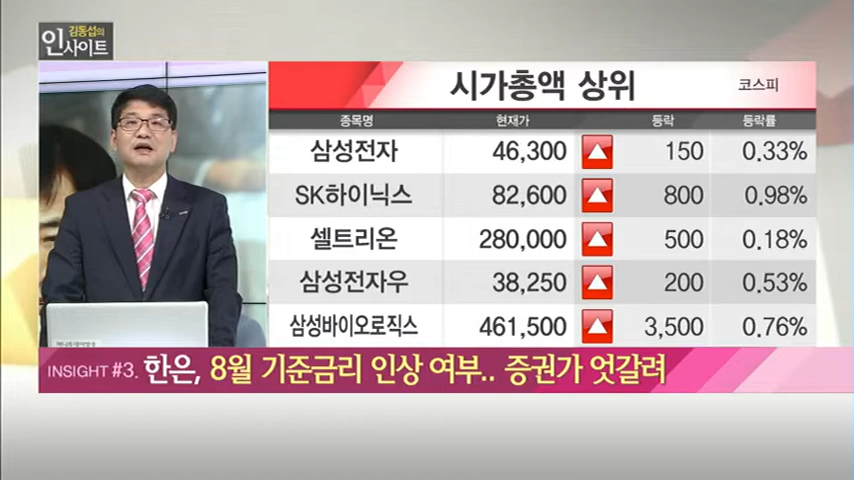 김동섭의
인사이트
시가총액 상위
코스피
종목명 현재가 등락 등락률
삼성전자 46,300 150 0.33%
SK하이닉스 82,600 800 0.98%
셀트리온 280,000 500 0.18%
삼성전자우 38,250 200 0.53%
삼성바이오로직스 461,500 3,500 0.76%
INSIGHT #3. 한은, 8월 기준금리 인상 여부.. 증권가 엇갈려